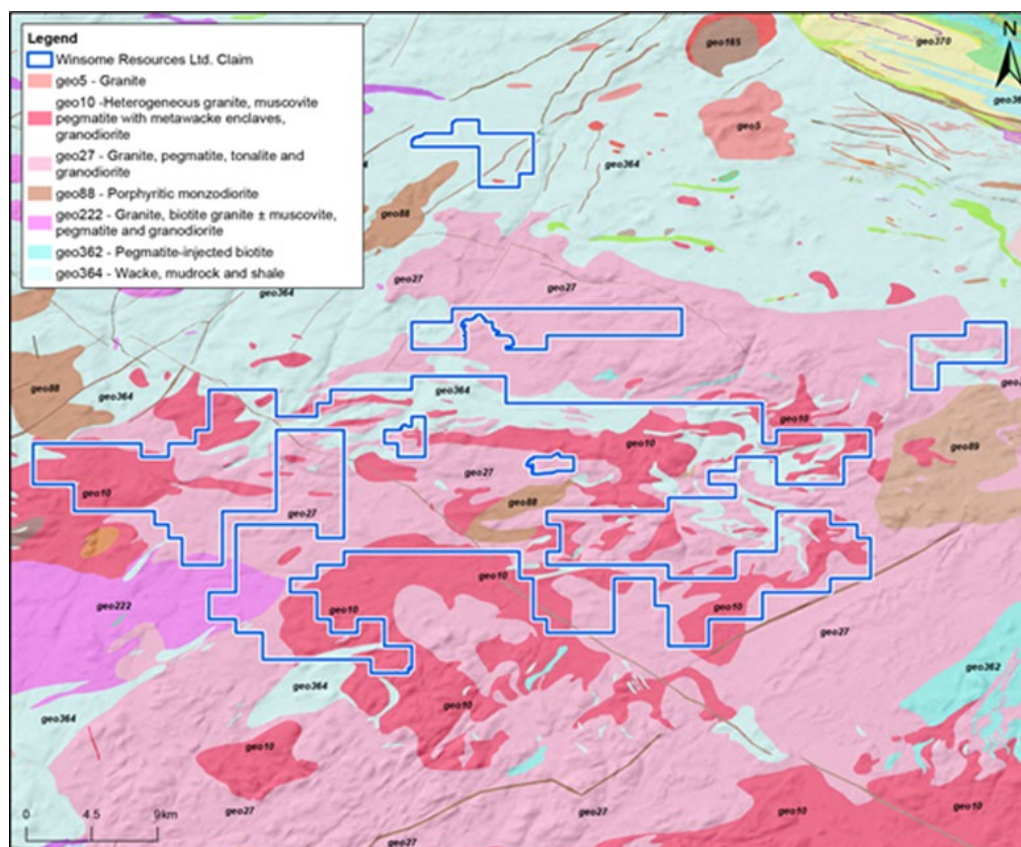 Legend
Winsome Resources Ltd. Claim
geo5 - Granite
geo10 -Heterogeneous granite, muscovite
pegmatite with metawacke enclaves,
granodiorite
geo27 - Granite, pegmatite, tonalite and
granodiorite
geo88 - Porphyritic monzodiorite
geo222 - Granite, biotite granite ± muscovite,
pegmatite and granodiorite
geo362 - Pegmatite-injected biotite
geo364 - Wacke, mudrock and shale
geo165
geo370
N
geo5
geo364
geo88
geo27
geo27
geo364
geo88
geo364
geo364
geo10
geo10
geo89
geo27
geo10
geo88
geo27
geo10
geo222
geo10
geo10
geo27
geo362
geo364
geo364
geo10
geo10
geo27
geo27
geo10
geo10
geo27
0 4.5 9km